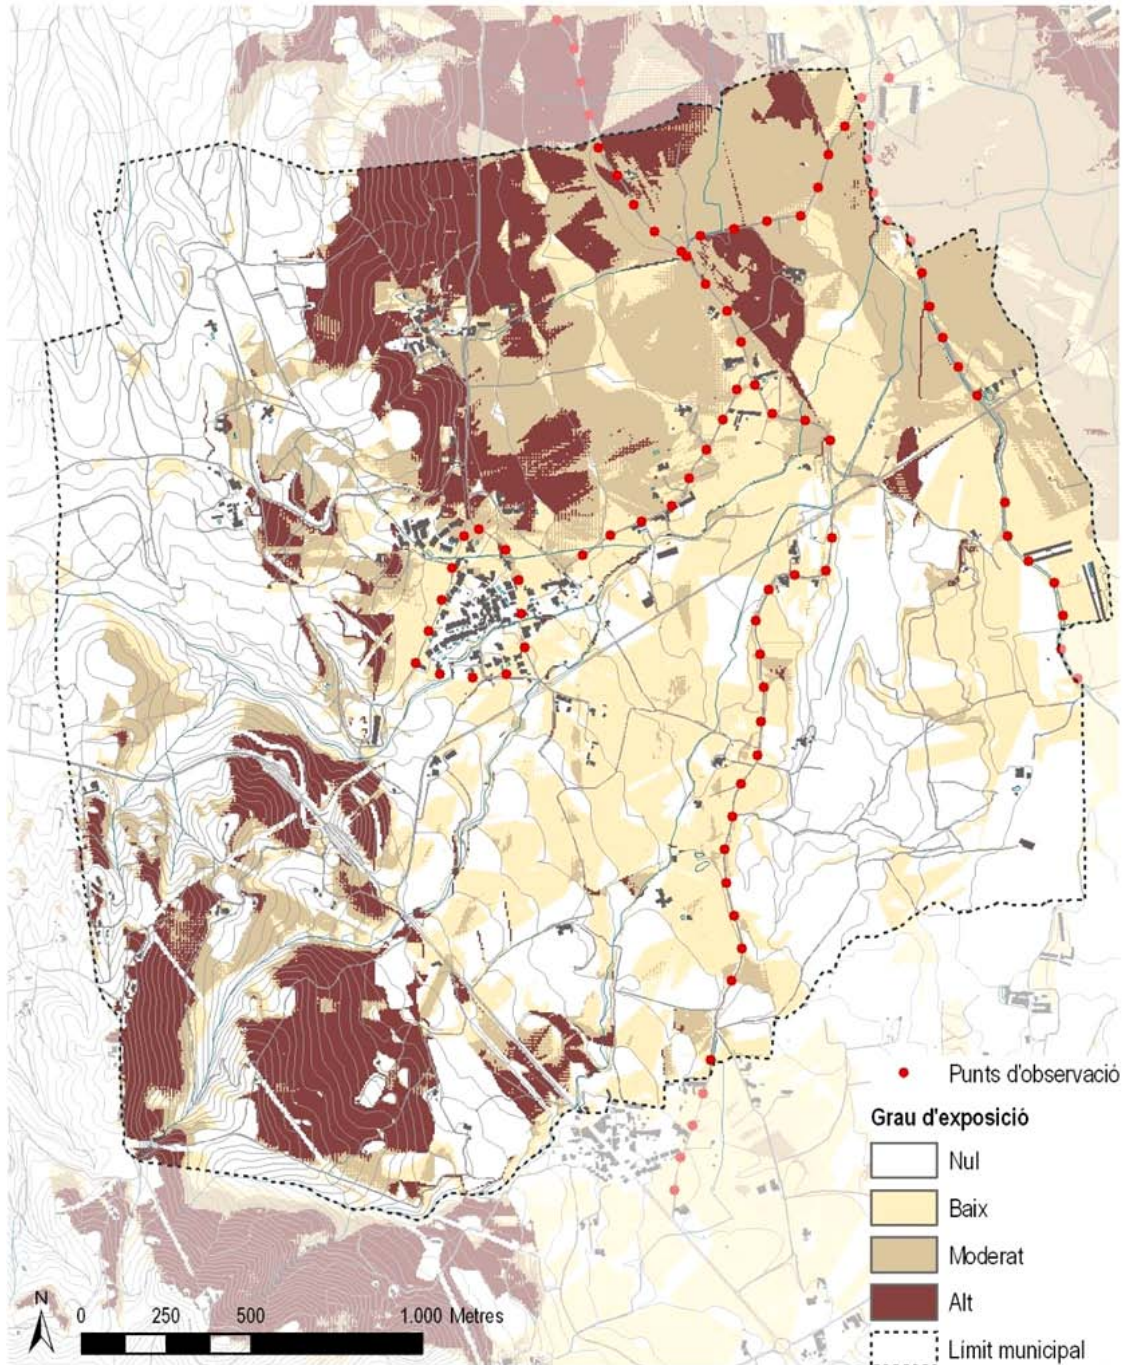 Punts d'observació
Grau d'exposició
Nul
Baix
Moderat
Alt
Límit municipal
N
0 250 500 1.000 Metres